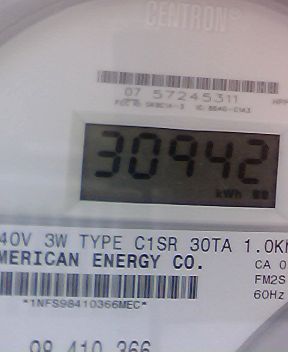 CENTRON®
07 57245311
30942
kWh
40V 3W TYPE C1SR 30TA 1.0K
MERICAN ENERGY CO.
CA 0
FM2S
60Hz
*1NFS98410366MEC*
98 410 366